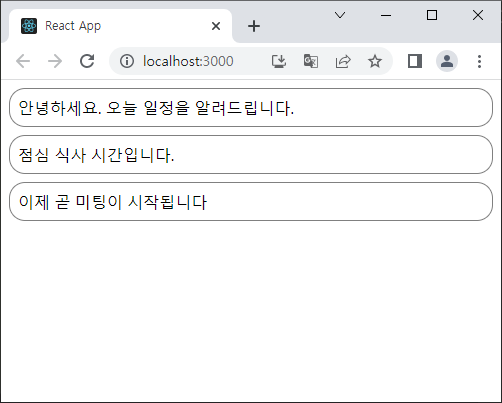 React App
localhost:3000
안녕하세요. 오늘 일정을 알려드립니다.
점심 식사 시간입니다.
이제 곧 미팅이 시작됩니다